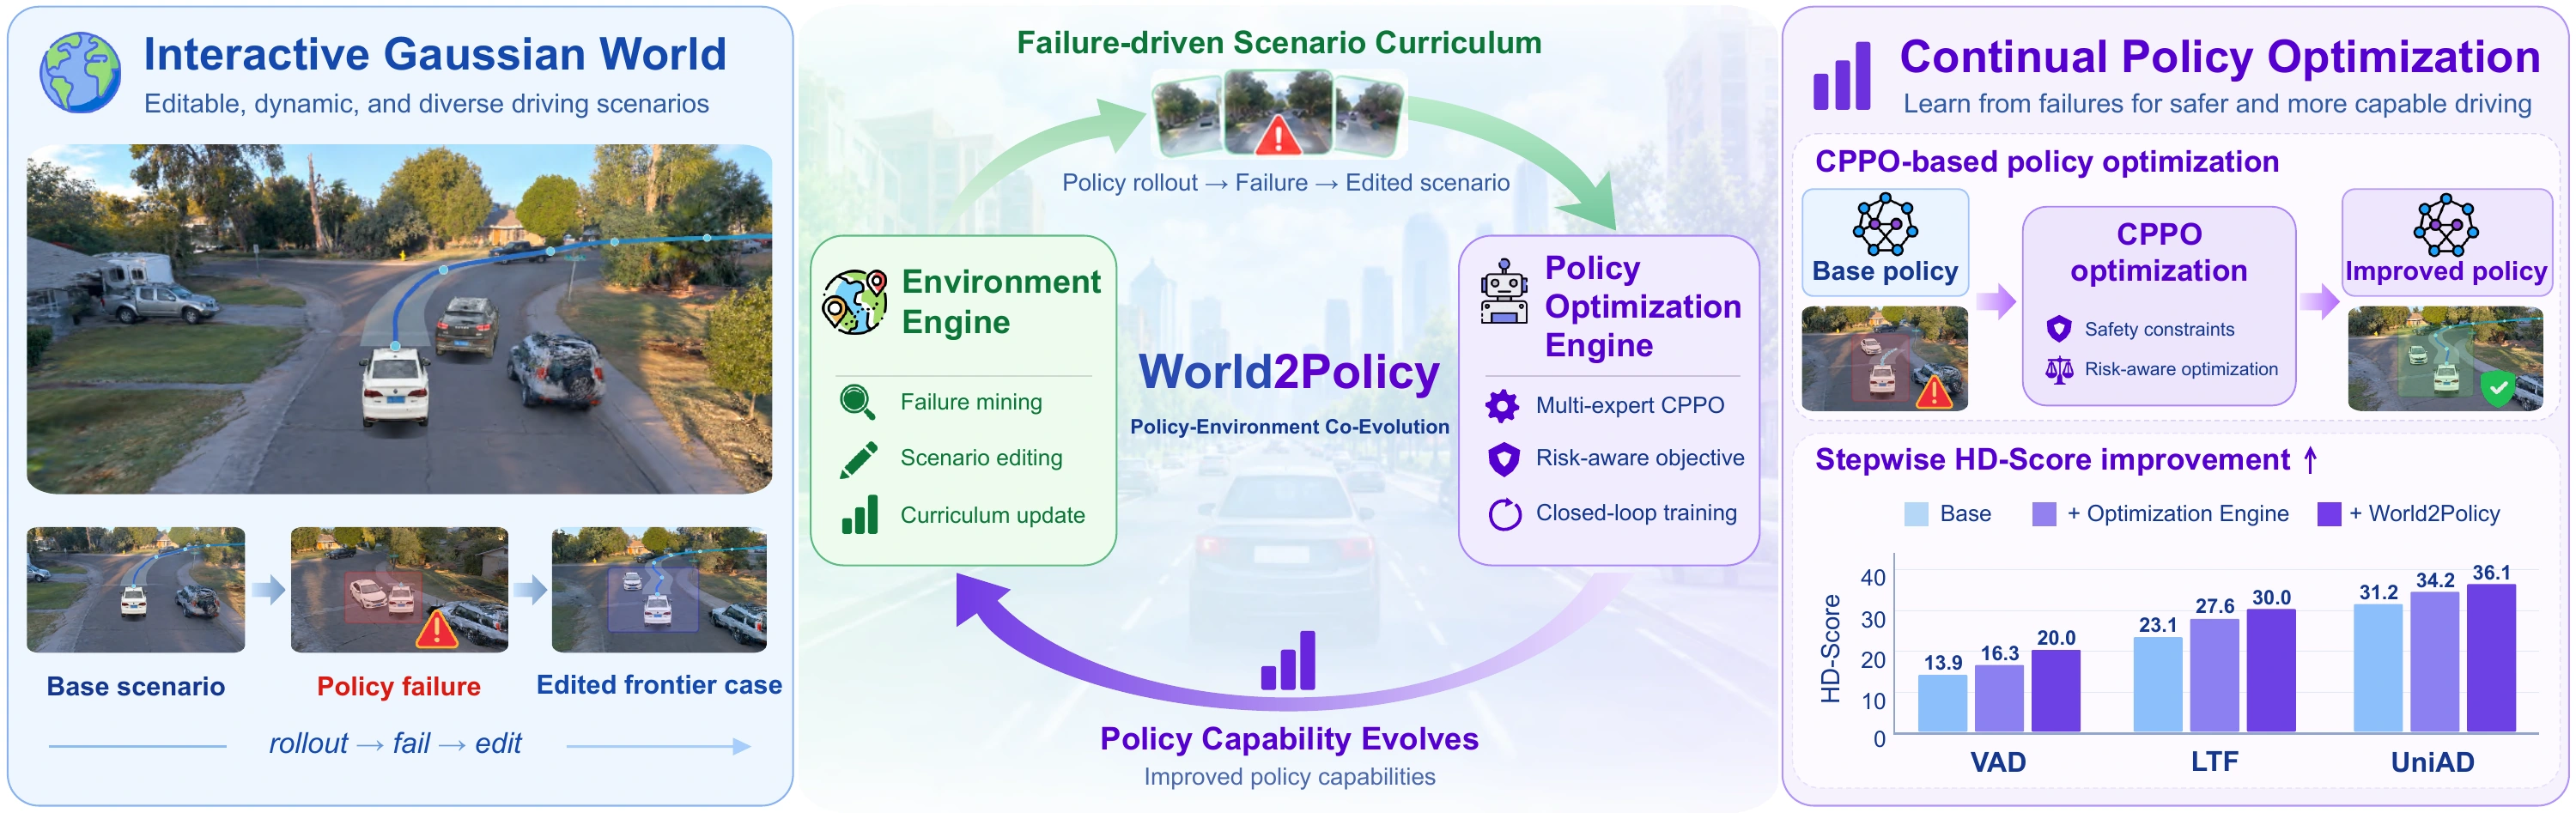 Interactive Gaussian World
Editable, dynamic, and diverse driving scenarios
Base scenario
Policy failure
Edited frontier case
rollout → fail → edit
Failure-driven Scenario Curriculum
Policy rollout → Failure → Edited scenario
Environment
Engine
Failure mining
Scenario editing
Curriculum update
World2Policy
Policy-Environment Co-Evolution
Policy
Optimization
Engine
Multi-expert CPPO
Risk-aware objective
Closed-loop training
Policy Capability Evolves
Improved policy capabilities
Continual Policy Optimization
Learn from failures for safer and more capable driving
CPPO-based policy optimization
Base policy
CPPO
optimization
Safety constraints
Risk-aware optimization
Improved policy
Stepwise HD-Score improvement ↑
Base
+ Optimization Engine
+ World2Policy
HD-Score
40
30
20
10
0
13.9
16.3
20.0
23.1
27.6
30.0
31.2
34.2
36.1
VAD
LTF
UniAD